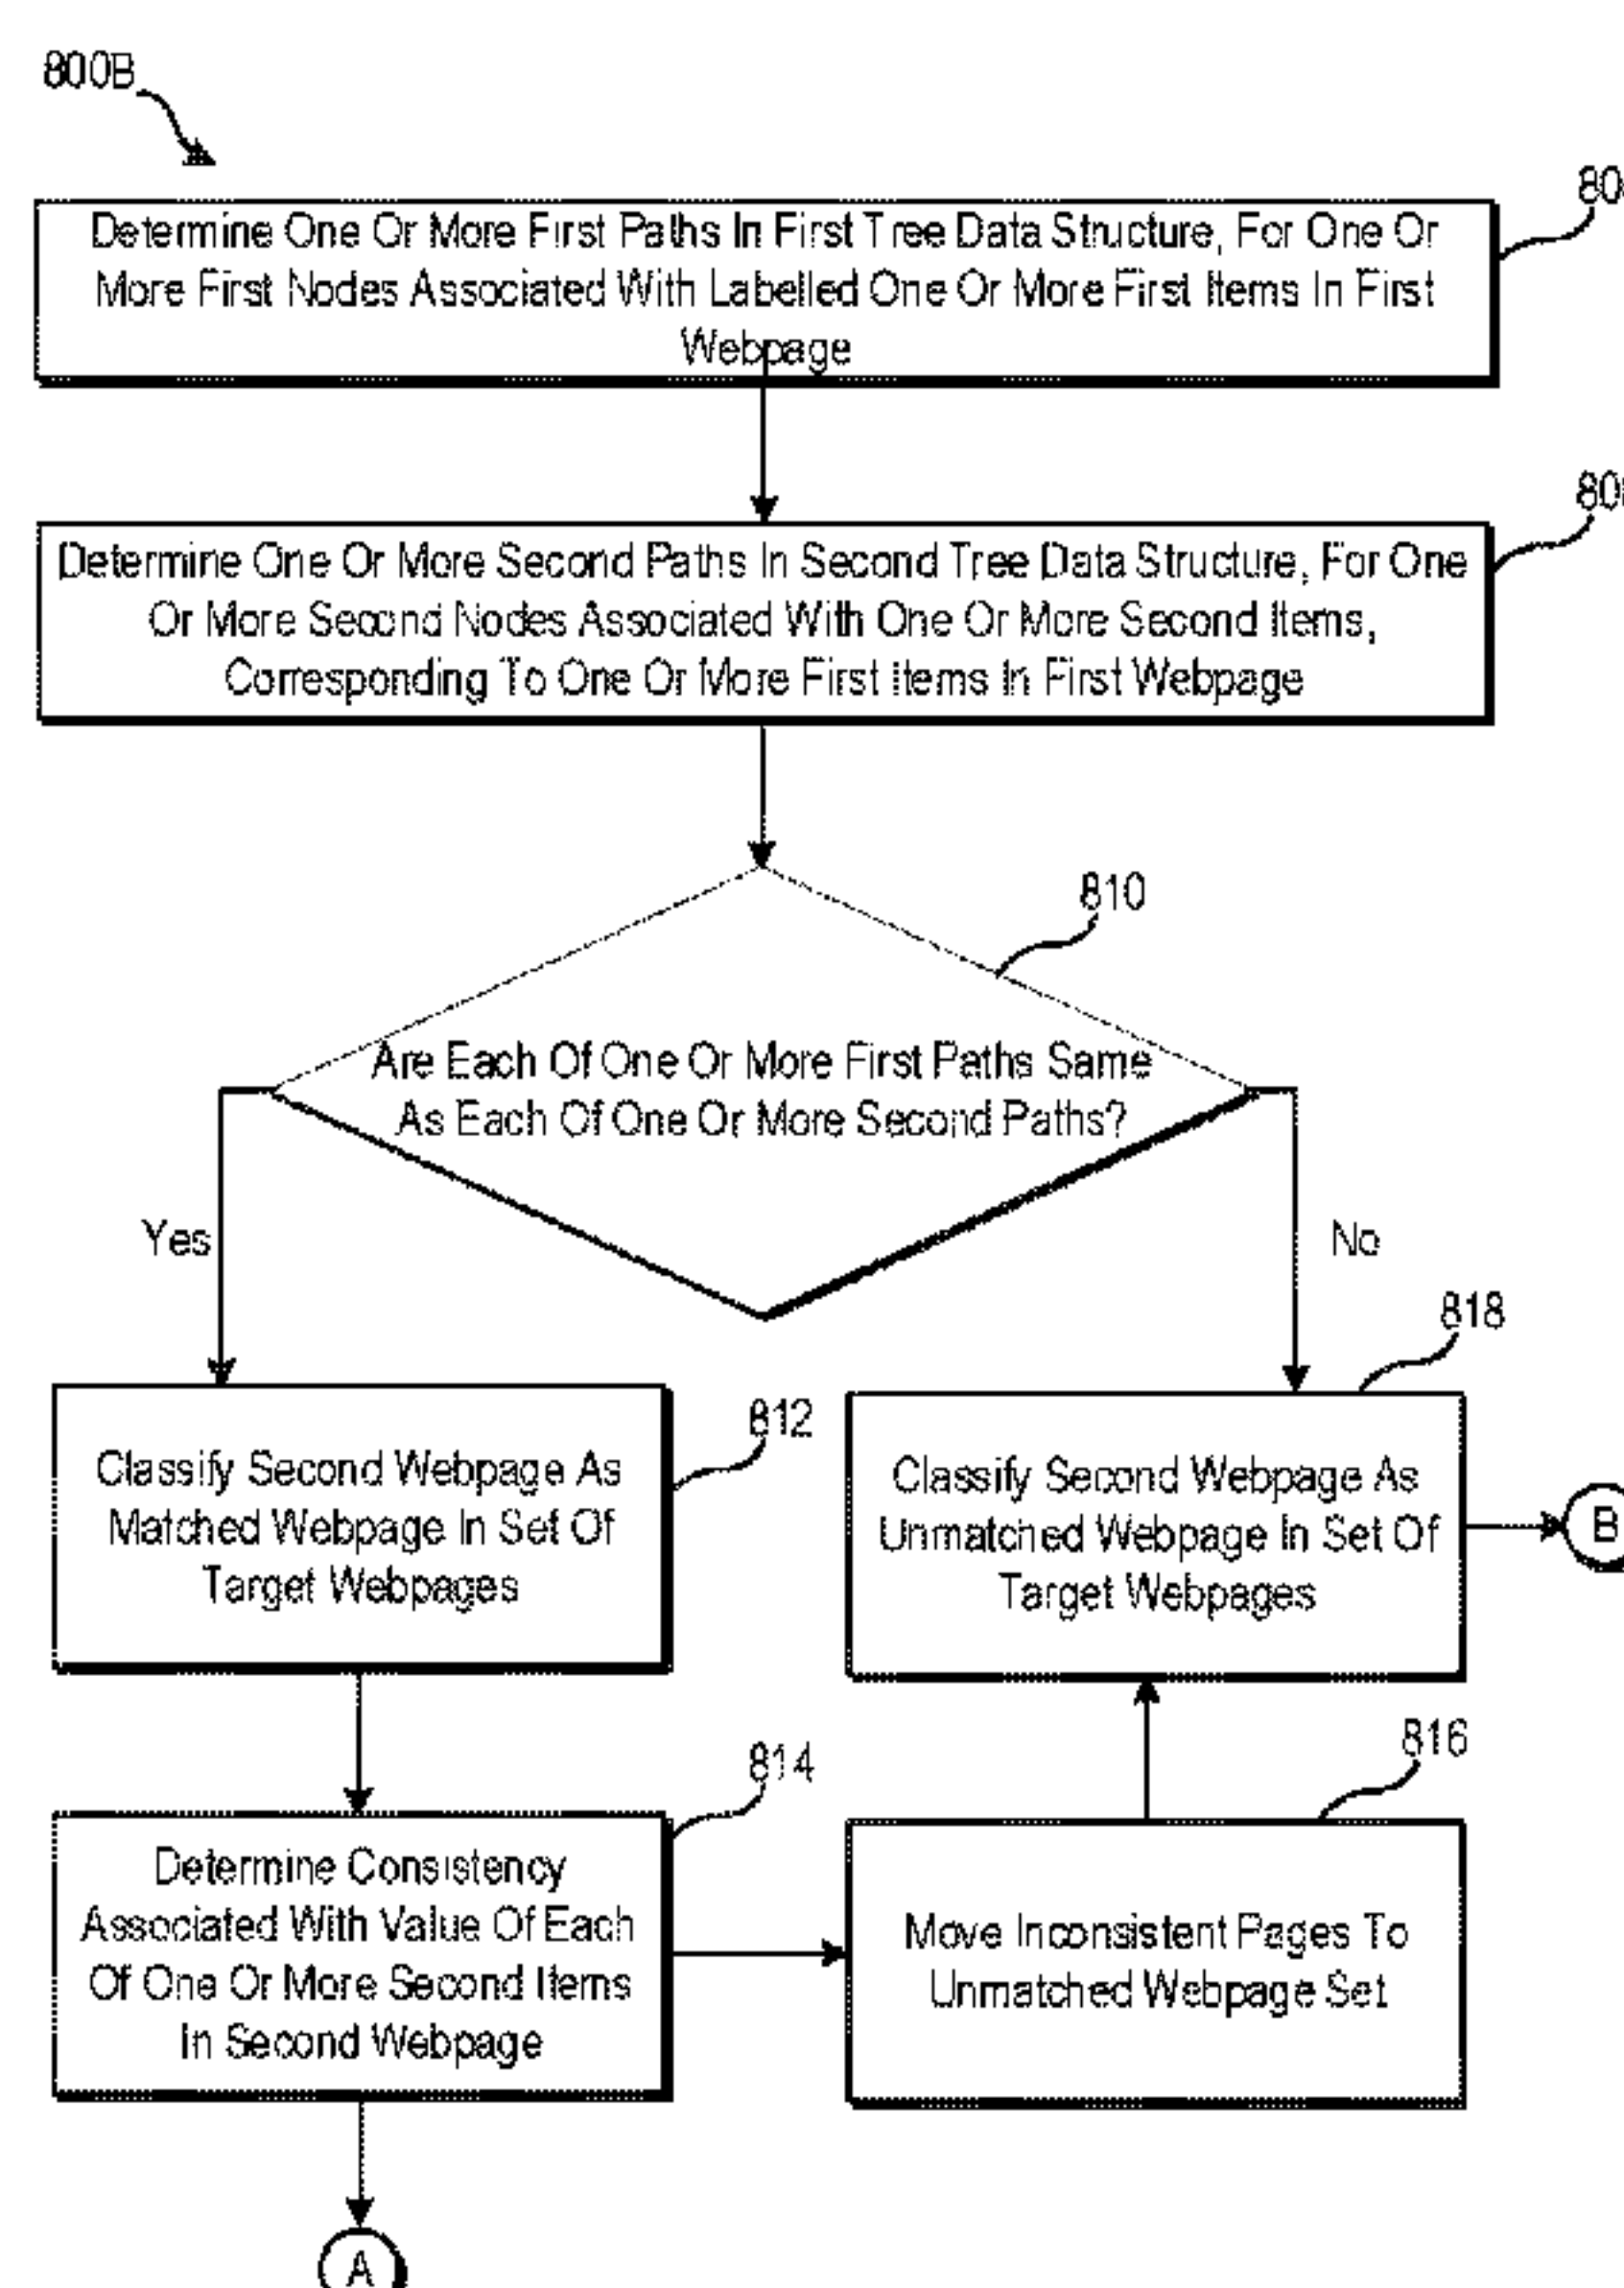 800B
Determine One Or More First Paths In First Tree Data Structure, For One Or
More First Nodes Associated With Labelled One Or More First Items In First
Webpage
Determine One Or More Second Paths In Second Tree Data Structure, For One
Or More Second Nodes Associated With One Or More Second Items,
Corresponding To One Or More First Items In First Webpage
810
Are Each Of One Or More First Paths Same
As Each Of One Or More Second Paths?
Yes
No
818
812
Classify Second Webpage As
Matched Webpage In Set Of
Target Webpages
Classify Second Webpage As
Unmatched Webpage In Set Of
Target Webpages
B
814
816
Determine Consistency
Associated With Value Of Each
Of One Or More Second Items
In Second Webpage
Move Inconsistent Pages To
Unmatched Webpage Set
A